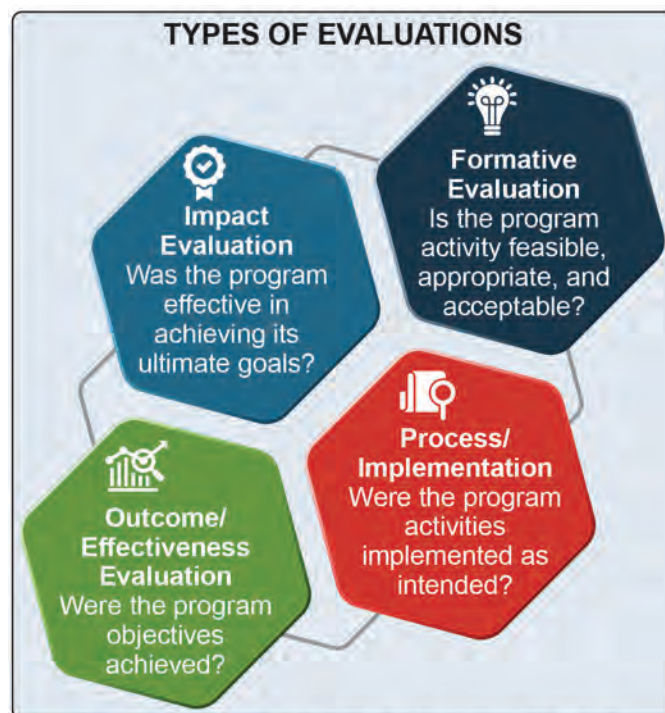 TYPES OF EVALUATIONS
Impact
Evaluation
Was the program
effective in
achieving its
ultimate goals?
Formative
Evaluation
Is the program
activity feasible,
appropriate, and
acceptable?
Process/
Implementation
Were the program
activities
implemented as
intended?
Outcome/
Effectiveness
Evaluation
Were the program
objectives
achieved?